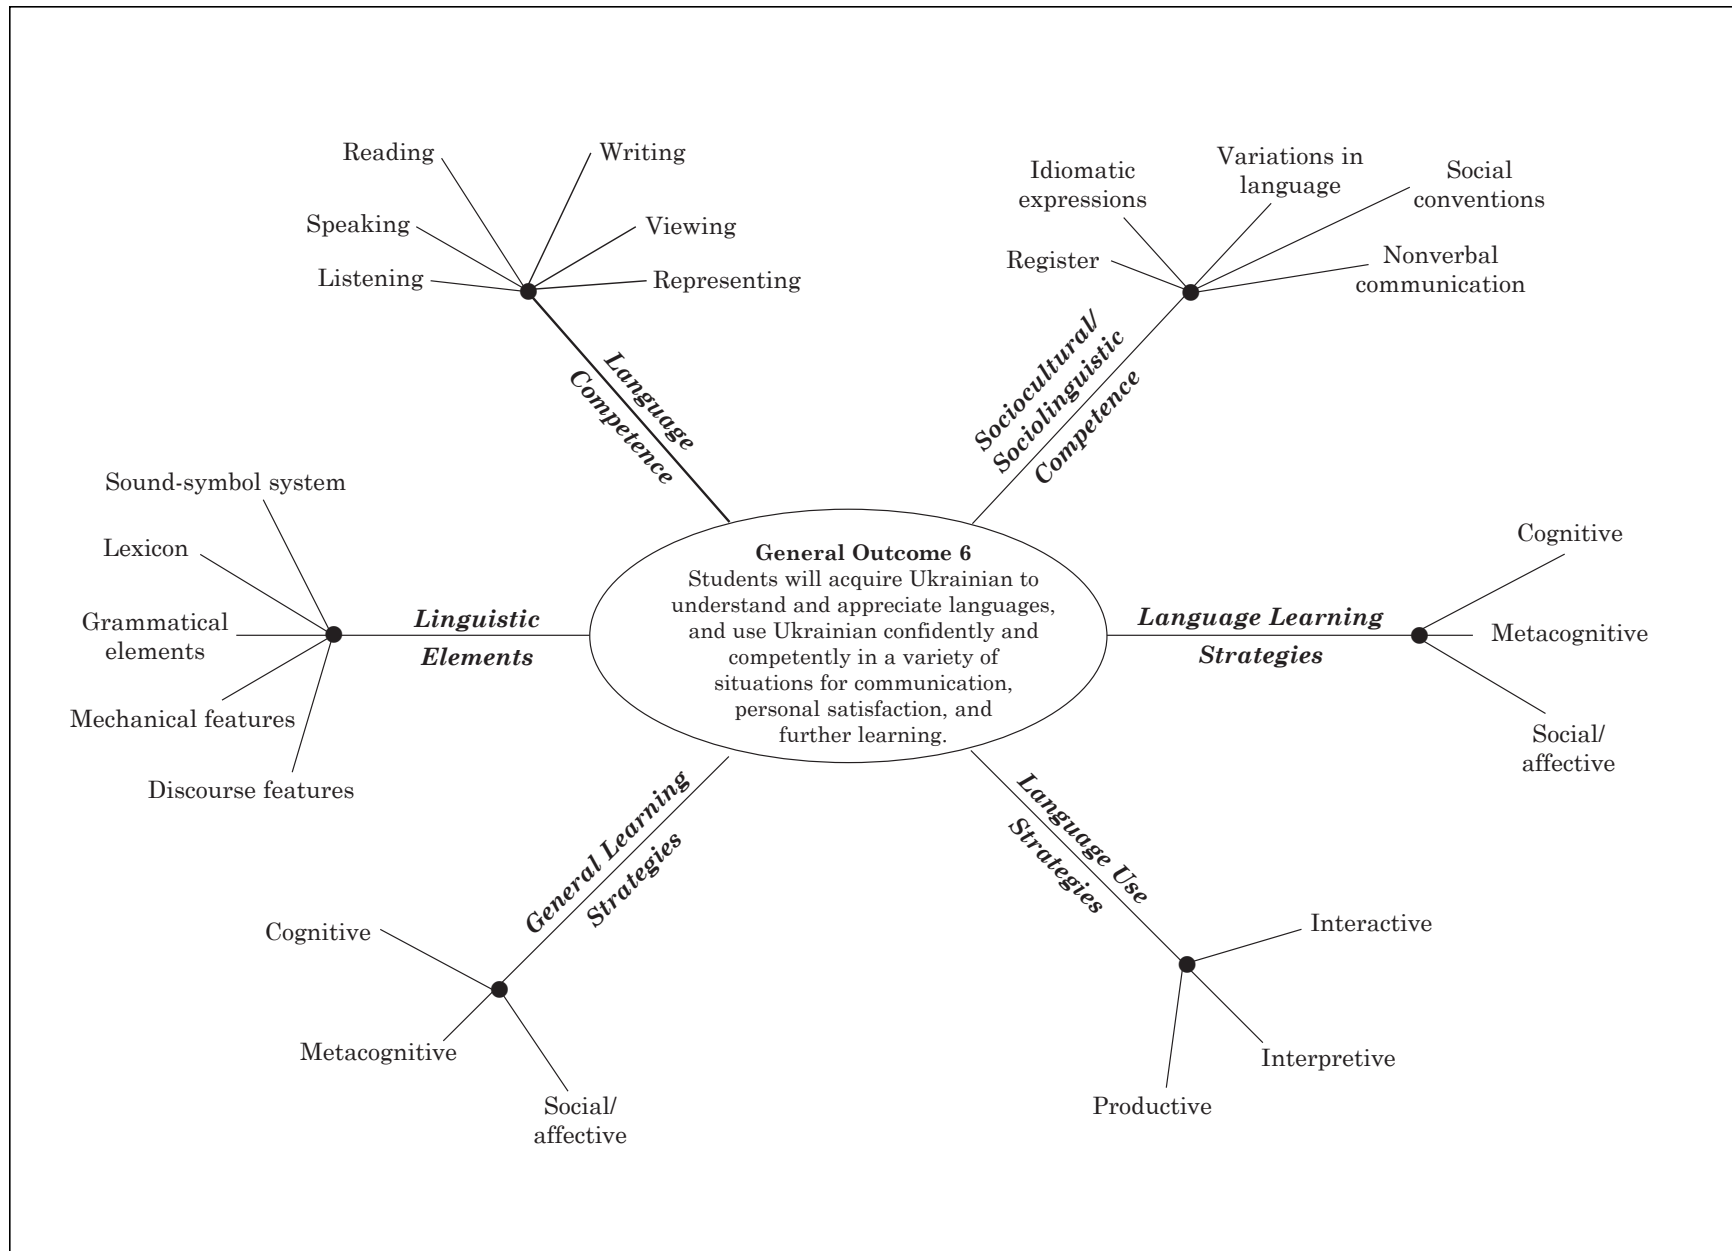 Reading
Writing
Speaking
Viewing
Listening
Representing
Language
Competence
Idiomatic
expressions
Variations in
language
Social
conventions
Register
Nonverbal
communication
Sociocultural/
Sociolinguistic
Competence
Sound-symbol system
Lexicon
Grammatical
elements
Mechanical features
Discourse features
Linguistic
Elements
General Outcome 6
Students will acquire Ukrainian to
understand and appreciate languages,
and use Ukrainian confidently and
competently in a variety of
situations for communication,
personal satisfaction, and
further learning.
Language Learning
Strategies
Cognitive
Metacognitive
Social/
affective
General Learning
Strategies
Cognitive
Metacognitive
Social/
affective
Language Use
Strategies
Interactive
Interpretive
Productive